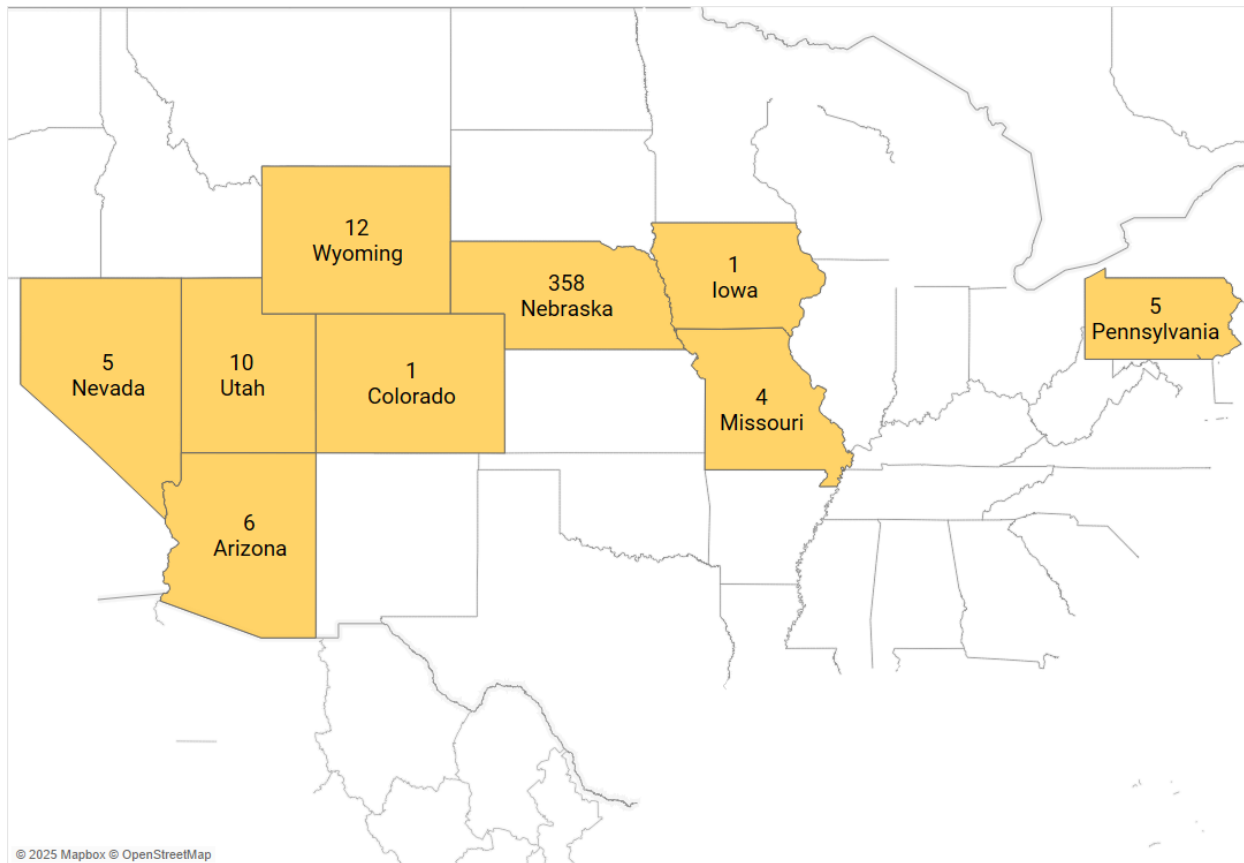 12
Wyoming
358
Nebraska
1
Iowa
5
Pennsylvania
5
Nevada
10
Utah
1
Colorado
4
Missouri
6
Arizona
© 2025 Mapbox © OpenStreetMap